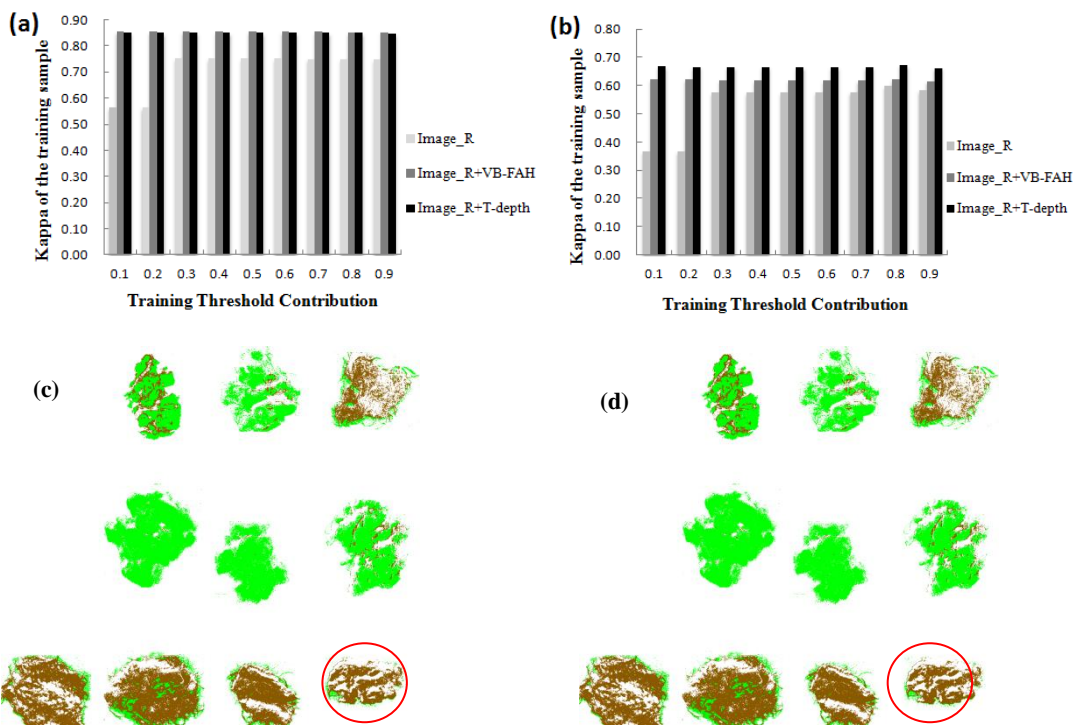 (a)
Kappa of the training sample
0.90
0.80
0.70
0.60
0.50
0.40
0.30
0.20
0.10
0.00
0.1 0.2 0.3 0.4 0.5 0.6 0.7 0.8 0.9
Training Threshold Contribution
Image_R
Image_R+VB-FAH
Image_R+T-depth
(b)
Kappa of the training sample
0.80
0.70
0.60
0.50
0.40
0.30
0.20
0.10
0.00
0.1 0.2 0.3 0.4 0.5 0.6 0.7 0.8 0.9
Training Threshold Contribution
Image_R
Image_R+VB-FAH
Image_R+T-depth
(c)
(d)